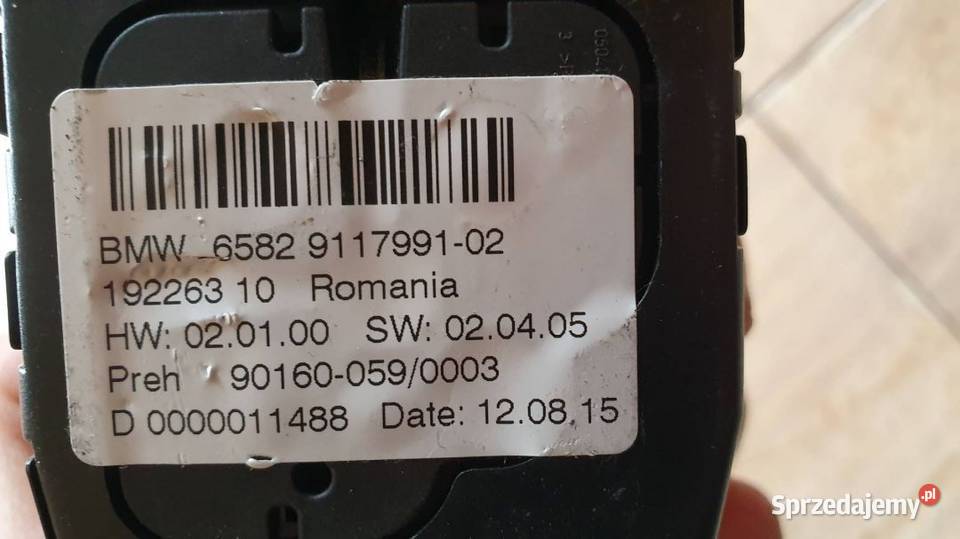 BMW 6582 9117991-02
192263 10 Romania
HW: 02.01.00 SW: 02.04.05
Preh 90160-059/0003
D 0000011488 Date: 12.08.15
Sprzedajemy.pl